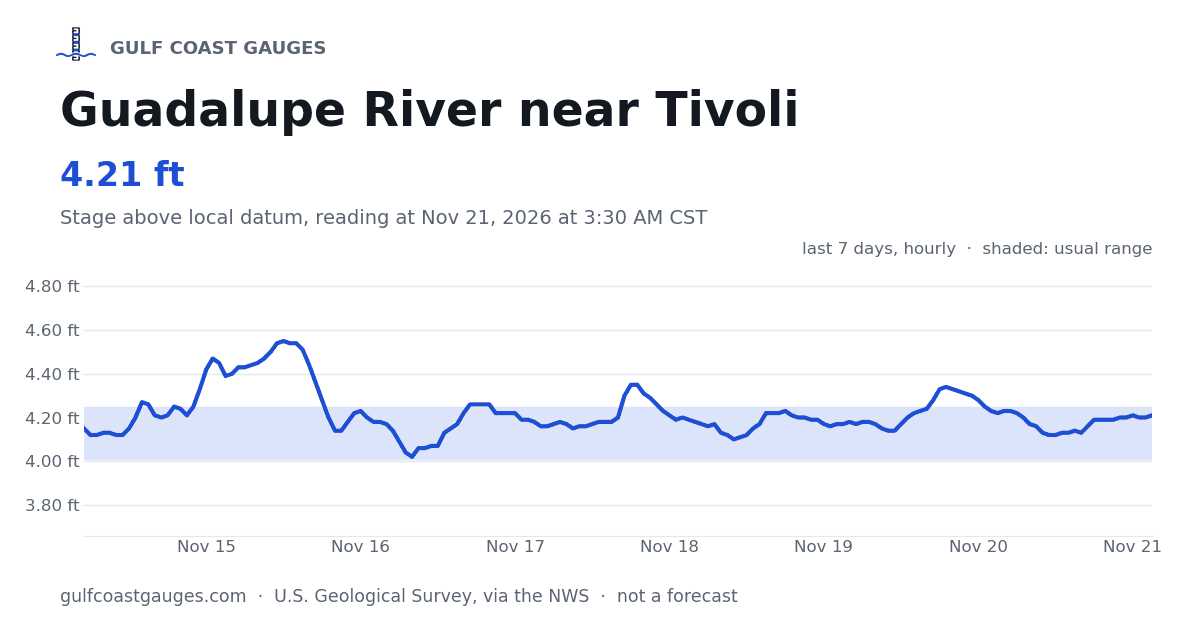 GULF COAST GAUGES
Guadalupe River near Tivoli
4.21 ft
Stage above local datum, reading at Nov 21, 2026 at 3:30 AM CST
last 7 days, hourly · shaded: usual range
4.80 ft
4.60 ft
4.40 ft
4.20 ft
4.00 ft
3.80 ft
Nov 15 Nov 16 Nov 17 Nov 18 Nov 19 Nov 20 Nov 21
gulfcoastgauges.com · U.S. Geological Survey, via the NWS · not a forecast